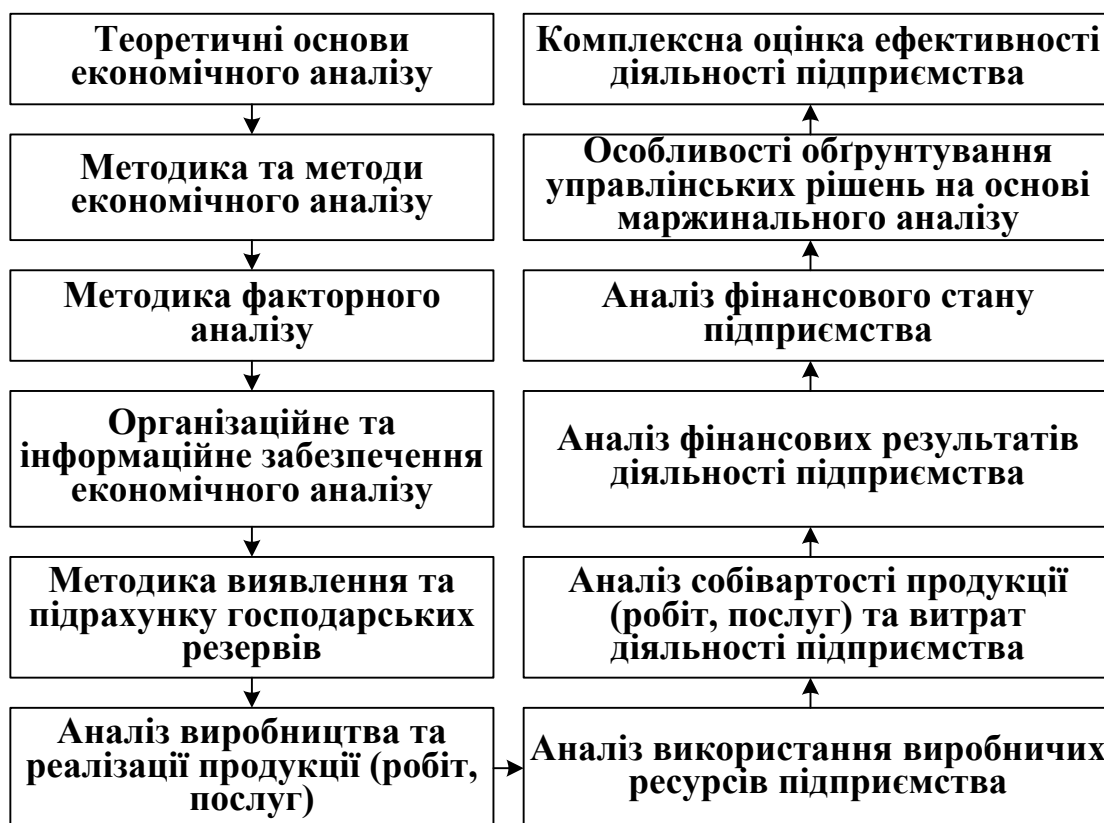 Теоретичні основи
економічного аналізу
Методика та методи
економічного аналізу
Методика факторного
аналізу
Організаційне та
інформаційне забезпечення
економічного аналізу
Методика виявлення та
підрахунку господарських
резервів
Аналіз виробництва та
реалізації продукції (робіт,
послуг)
Аналіз використання виробничих
ресурсів підприємства
Аналіз собівартості продукції
(робіт, послуг) та витрат
діяльності підприємства
Аналіз фінансових результатів
діяльності підприємства
Аналіз фінансового стану
підприємства
Особливості обґрунтування
управлінських рішень на основі
маржинального аналізу
Комплексна оцінка ефективності
діяльності підприємства